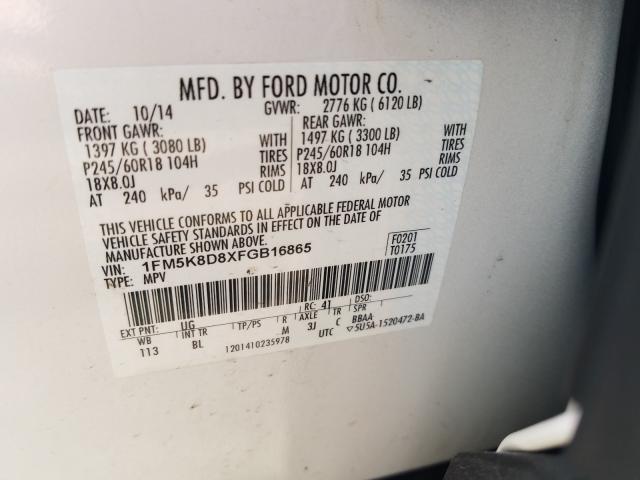 MFD. BY FORD MOTOR CO.
DATE: 10/14 GVWR: 2776 KG ( 6120 LB)
FRONT GAWR: REAR GAWR:
1397 KG ( 3080 LB) WITH 1497 KG ( 3300 LB) WITH
P245/60R18 104H TIRES P245/60R18 104H TIRES
18X8.0J RIMS 18X8.0J RIMS
AT 240 kPa/ 35 PSI COLD AT 240 kPa/ 35 PSI COLD
THIS VEHICLE CONFORMS TO ALL APPLICABLE FEDERAL MOTOR
VEHICLE SAFETY STANDARDS IN EFFECT ON THE DATE OF
MANUFACTURE SHOWN ABOVE.
VIN: 1FM5K8D8XFGB16865 F0201
TYPE: MPV T0175
EXT PNT: UG RC: 41 DSO:
WB INT TR TP/PS R AXLE TR SPR
113 BL M 3J C BBAA
1201410235978 UTC ▽5U5A-1520472-BA